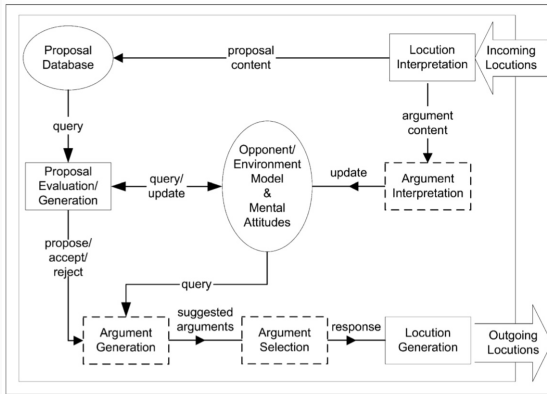 Proposal
Database
proposal
content
Locution
Interpretation
Incoming
Locutions
query
argument
content
Proposal
Evaluation/
Generation
query/
update
Opponent/
Environment
Model
&
Mental
Attitudes
update
Argument
Interpretation
propose/
accept/
reject
query
Argument
Generation
suggested
arguments
Argument
Selection
response
Locution
Generation
Outgoing
Locutions